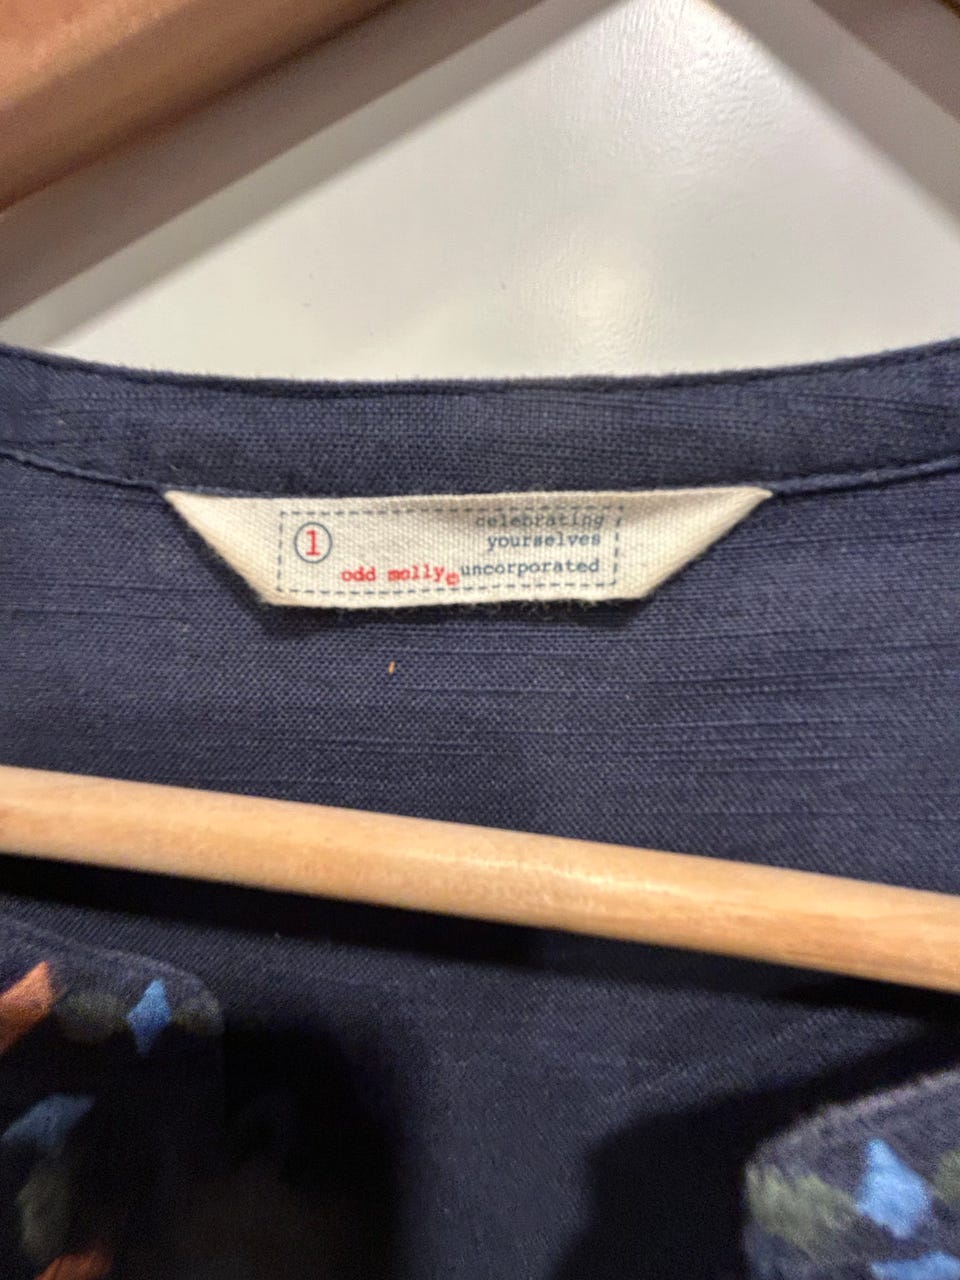 celebrating
1
yourselves
odd molly© uncorporated